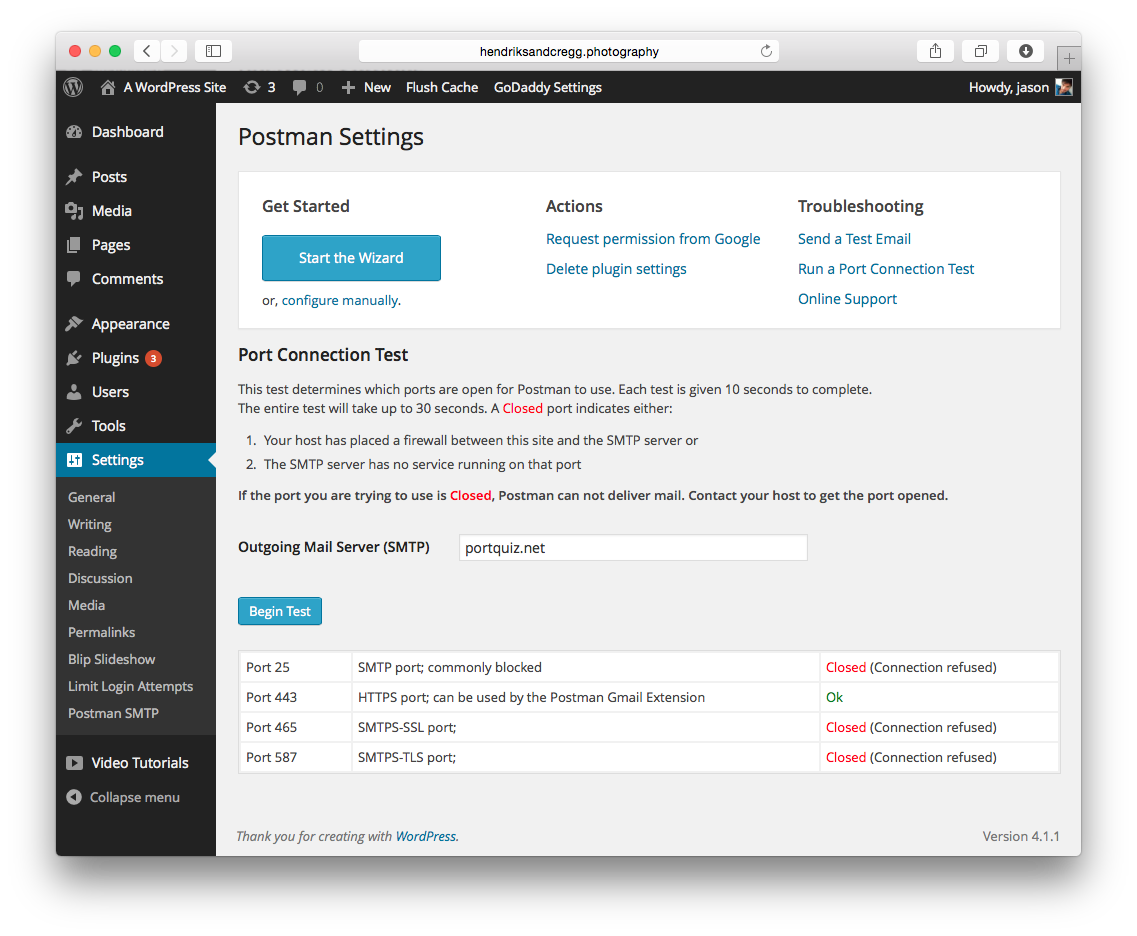 hendriksandcregg.photography
A WordPress Site 3 0 New Flush Cache GoDaddy Settings Howdy, jason
Dashboard
Posts
Media
Pages
Comments
Appearance
Plugins 3
Users
Tools
Settings
General
Writing
Reading
Discussion
Media
Permalinks
Blip Slideshow
Limit Login Attempts
Postman SMTP
Video Tutorials
Collapse menu
Postman Settings
Get Started
Start the Wizard
or, configure manually.
Actions
Request permission from Google
Delete plugin settings
Troubleshooting
Send a Test Email
Run a Port Connection Test
Online Support
Port Connection Test
This test determines which ports are open for Postman to use. Each test is given 10 seconds to complete.
The entire test will take up to 30 seconds. A Closed port indicates either:
1. Your host has placed a firewall between this site and the SMTP server or
2. The SMTP server has no service running on that port
If the port you are trying to use is Closed, Postman can not deliver mail. Contact your host to get the port opened.
Outgoing Mail Server (SMTP) portquiz.net
Begin Test
Port 25 SMTP port; commonly blocked Closed (Connection refused)
Port 443 HTTPS port; can be used by the Postman Gmail Extension Ok
Port 465 SMTPS-SSL port; Closed (Connection refused)
Port 587 SMTPS-TLS port; Closed (Connection refused)
Thank you for creating with WordPress. Version 4.1.1